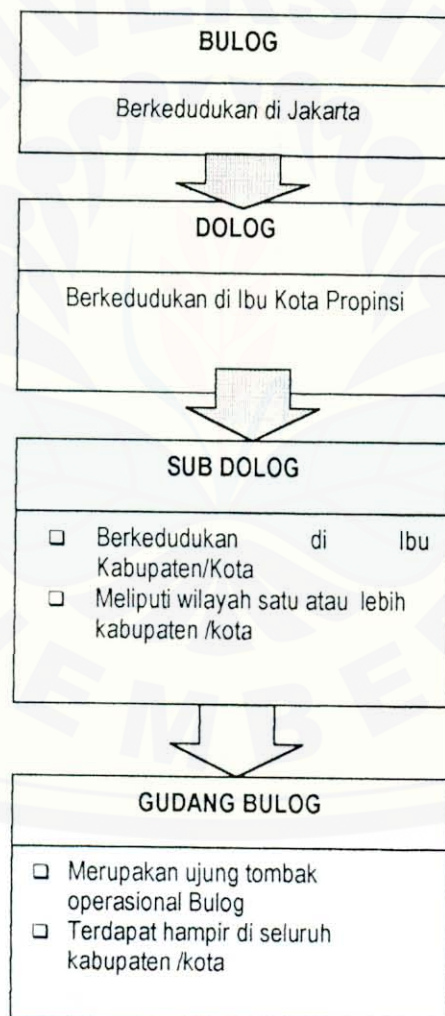 BULOG
Berkedudukan di Jakarta
DOLOG
Berkedudukan di Ibu Kota Propinsi
SUB DOLOG
❑ Berkedudukan di Ibu
Kabupaten/Kota
❑ Meliputi wilayah satu atau lebih
kabupaten /kota
GUDANG BULOG
❑ Merupakan ujung tombak
operasional Bulog
❑ Terdapat hampir di seluruh
kabupaten /kota